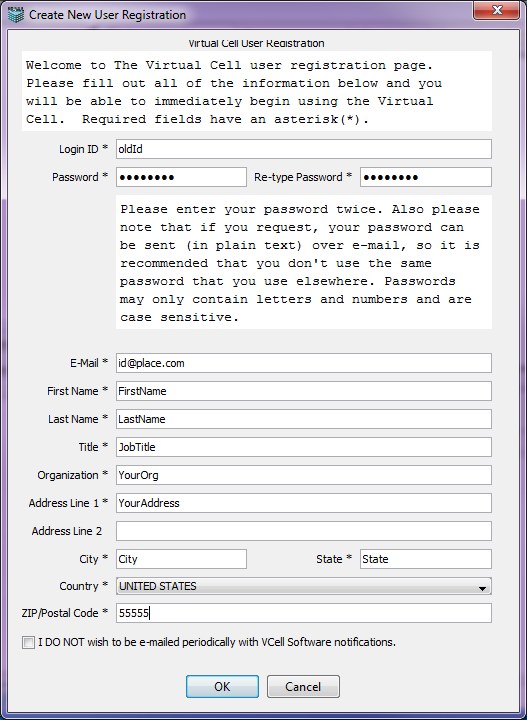 Create New User Registration
Virtual Cell User Registration
Welcome to The Virtual Cell user registration page.
Please fill out all of the information below and you
will be able to immediately begin using the Virtual
Cell.  Required fields have an asterisk(*).
Login ID * oldId
Password * ●●●●●●●● Re-type Password * ●●●●●●●●
Please enter your password twice. Also please
note that if you request, your password can
be sent (in plain text) over e-mail, so it is
recommended that you don't use the same
password that you use elsewhere. Passwords
may only contain letters and numbers and are
case sensitive.
E-Mail * id@place.com
First Name * FirstName
Last Name * LastName
Title * JobTitle
Organization * YourOrg
Address Line 1 * YourAddress
Address Line 2
City * City State * State
Country * UNITED STATES
ZIP/Postal Code * 55555
I DO NOT wish to be e-mailed periodically with VCell Software notifications.
OK Cancel